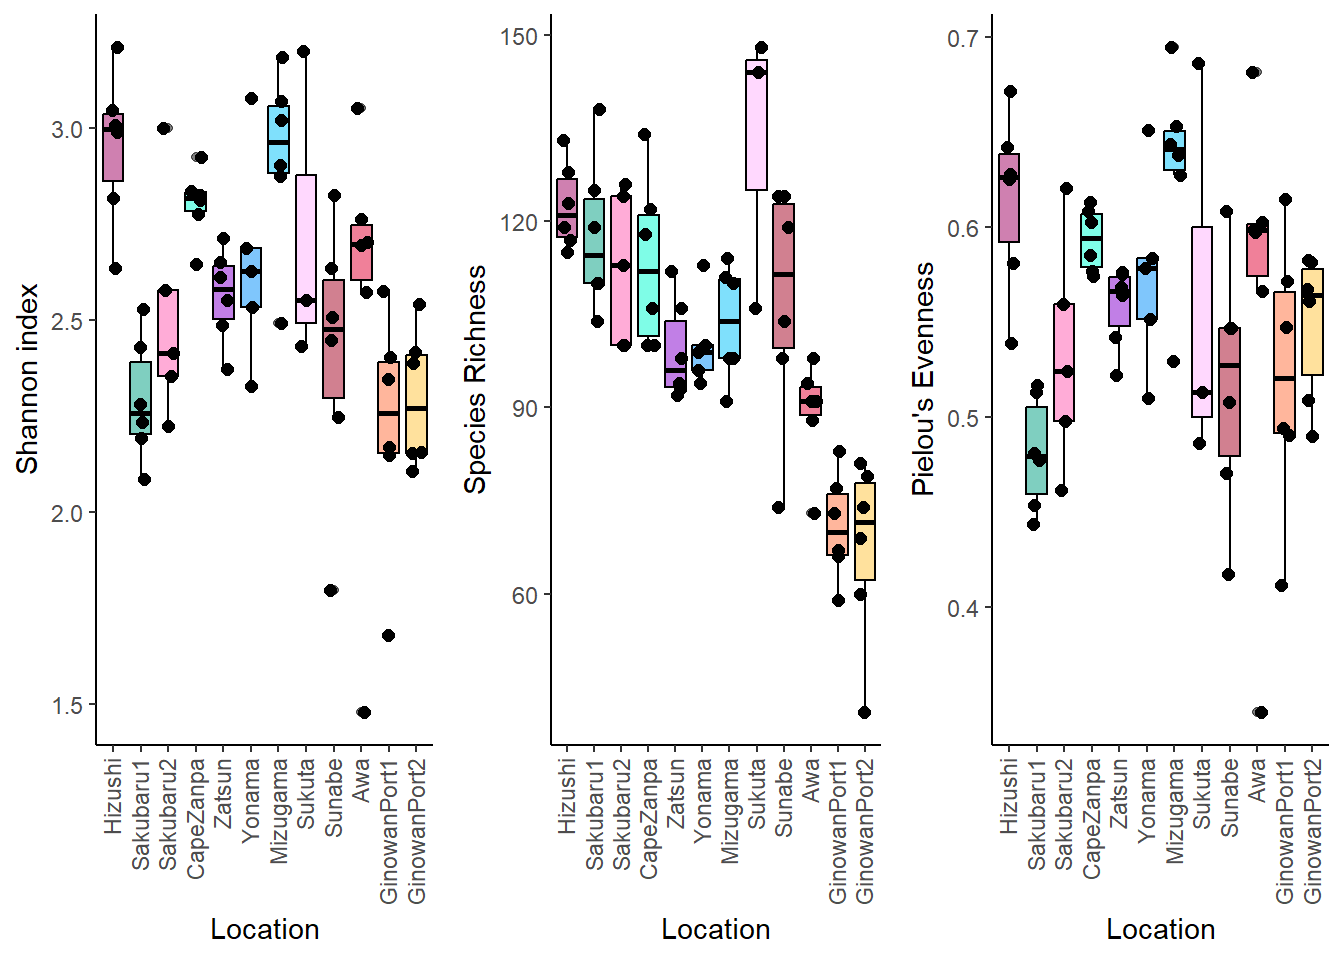 Shannon index
3.0
2.5
2.0
1.5
Hizushi
Sakubaru1
Sakubaru2
CapeZanpa
Zatsun
Yonama
Mizugama
Sukuta
Sunabe
Awa
GinowanPort1
GinowanPort2
Location
Species Richness
150
120
90
60
Hizushi
Sakubaru1
Sakubaru2
CapeZanpa
Zatsun
Yonama
Mizugama
Sukuta
Sunabe
Awa
GinowanPort1
GinowanPort2
Location
Pielou's Evenness
0.7
0.6
0.5
0.4
Hizushi
Sakubaru1
Sakubaru2
CapeZanpa
Zatsun
Yonama
Mizugama
Sukuta
Sunabe
Awa
GinowanPort1
GinowanPort2
Location